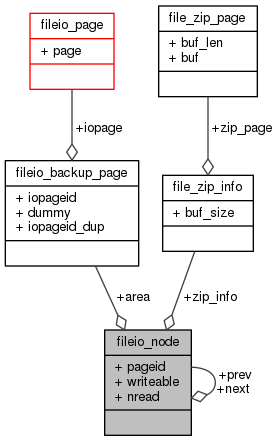 fileio_page
+ page
file_zip_page
+ buf_len
+ buf
+iopage
+zip_page
fileio_backup_page
+ iopageid
+ dummy
+ iopageid_dup
file_zip_info
+ buf_size
+area
+zip_info
fileio_node
+ pageid
+ writeable
+ nread
+prev
+next